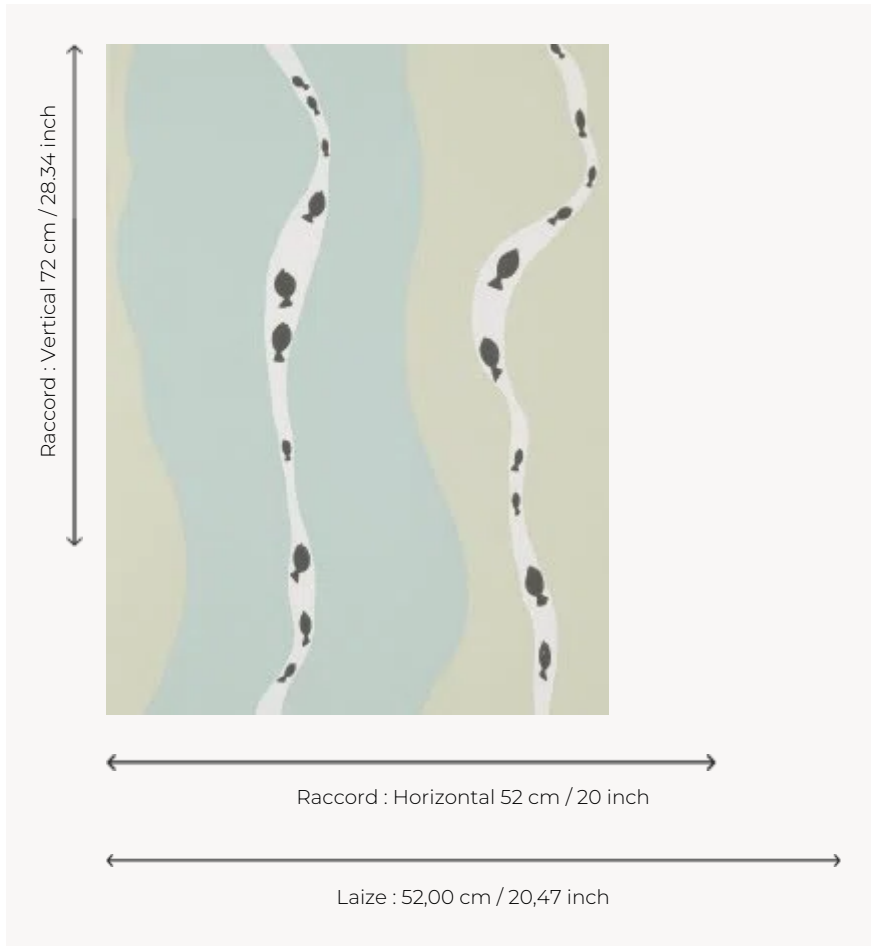 Raccord : Vertical 72 cm / 28.34 inch
Raccord : Horizontal 52 cm / 20 inch
Laize : 52,00 cm / 20,47 inch